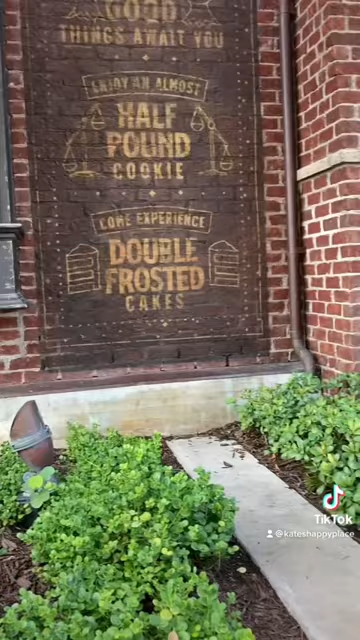 GOOD
THINGS AWAIT YOU
ENJOY AN ALMOST
HALF
POUND
COOKIE
COME EXPERIENCE
DOUBLE
FROSTED
CAKES
TikTok
@kateshappyplace